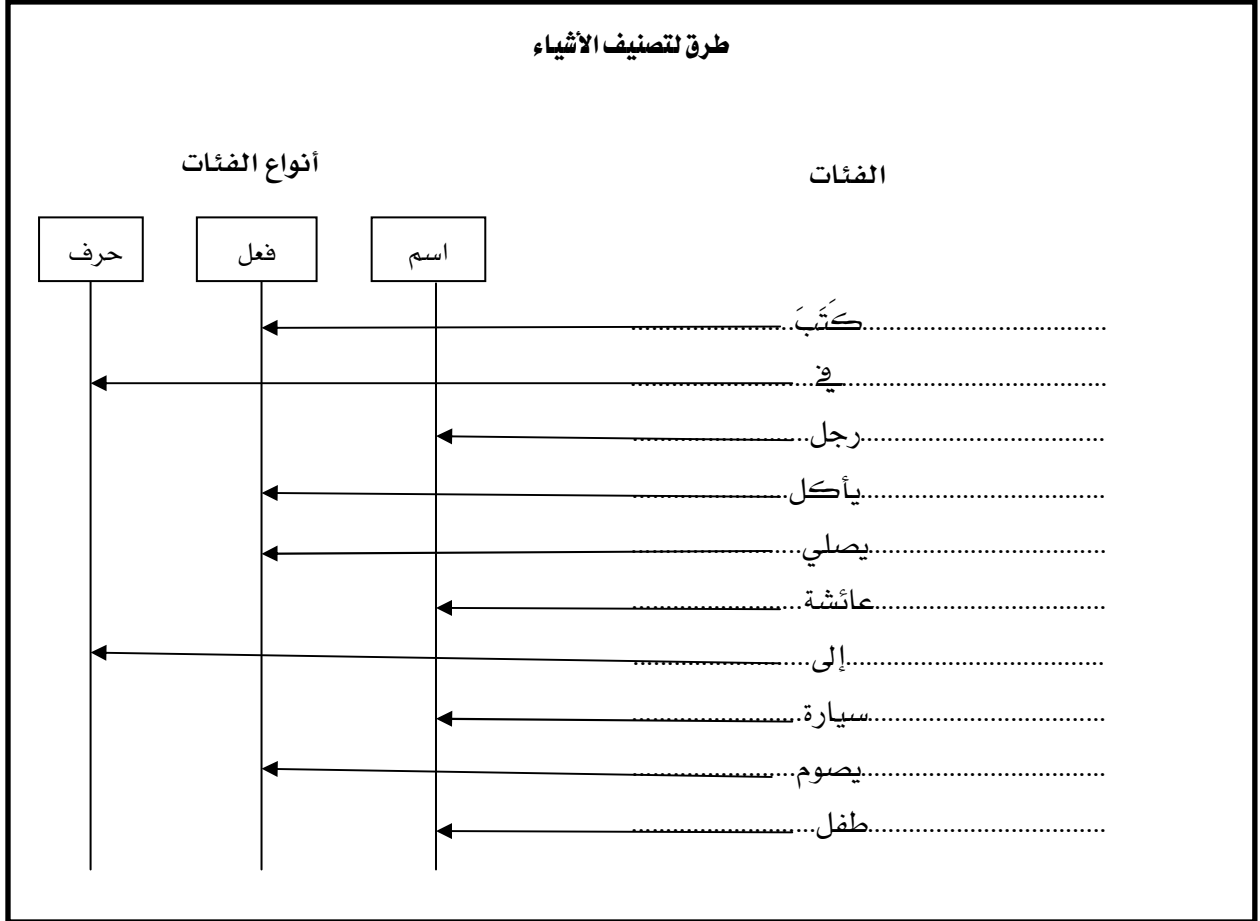 طرق لتصنيف الأشياء
الفئات
أنواع الفئات
اسم
فعل
حرف
كَتَبَ
في
رجل
يأكل
يصلي
عائشة
إلى
سيارة
يصوم
طفل